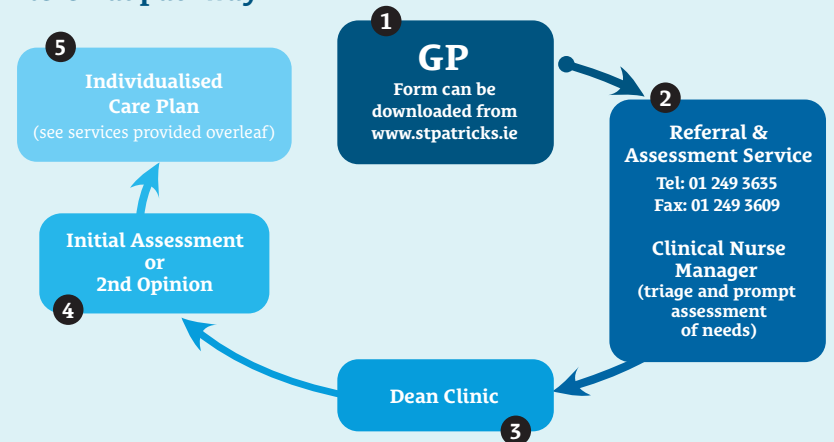 1
GP
Form can be
downloaded from
www.stpatricks.ie
2
Referral &
Assessment Service
Tel: 01 249 3635
Fax: 01 249 3609
Clinical Nurse
Manager
(triage and prompt
assessment
of needs)
3
Dean Clinic
4
Initial Assessment
or
2nd Opinion
5
Individualised
Care Plan
(see services provided overleaf)